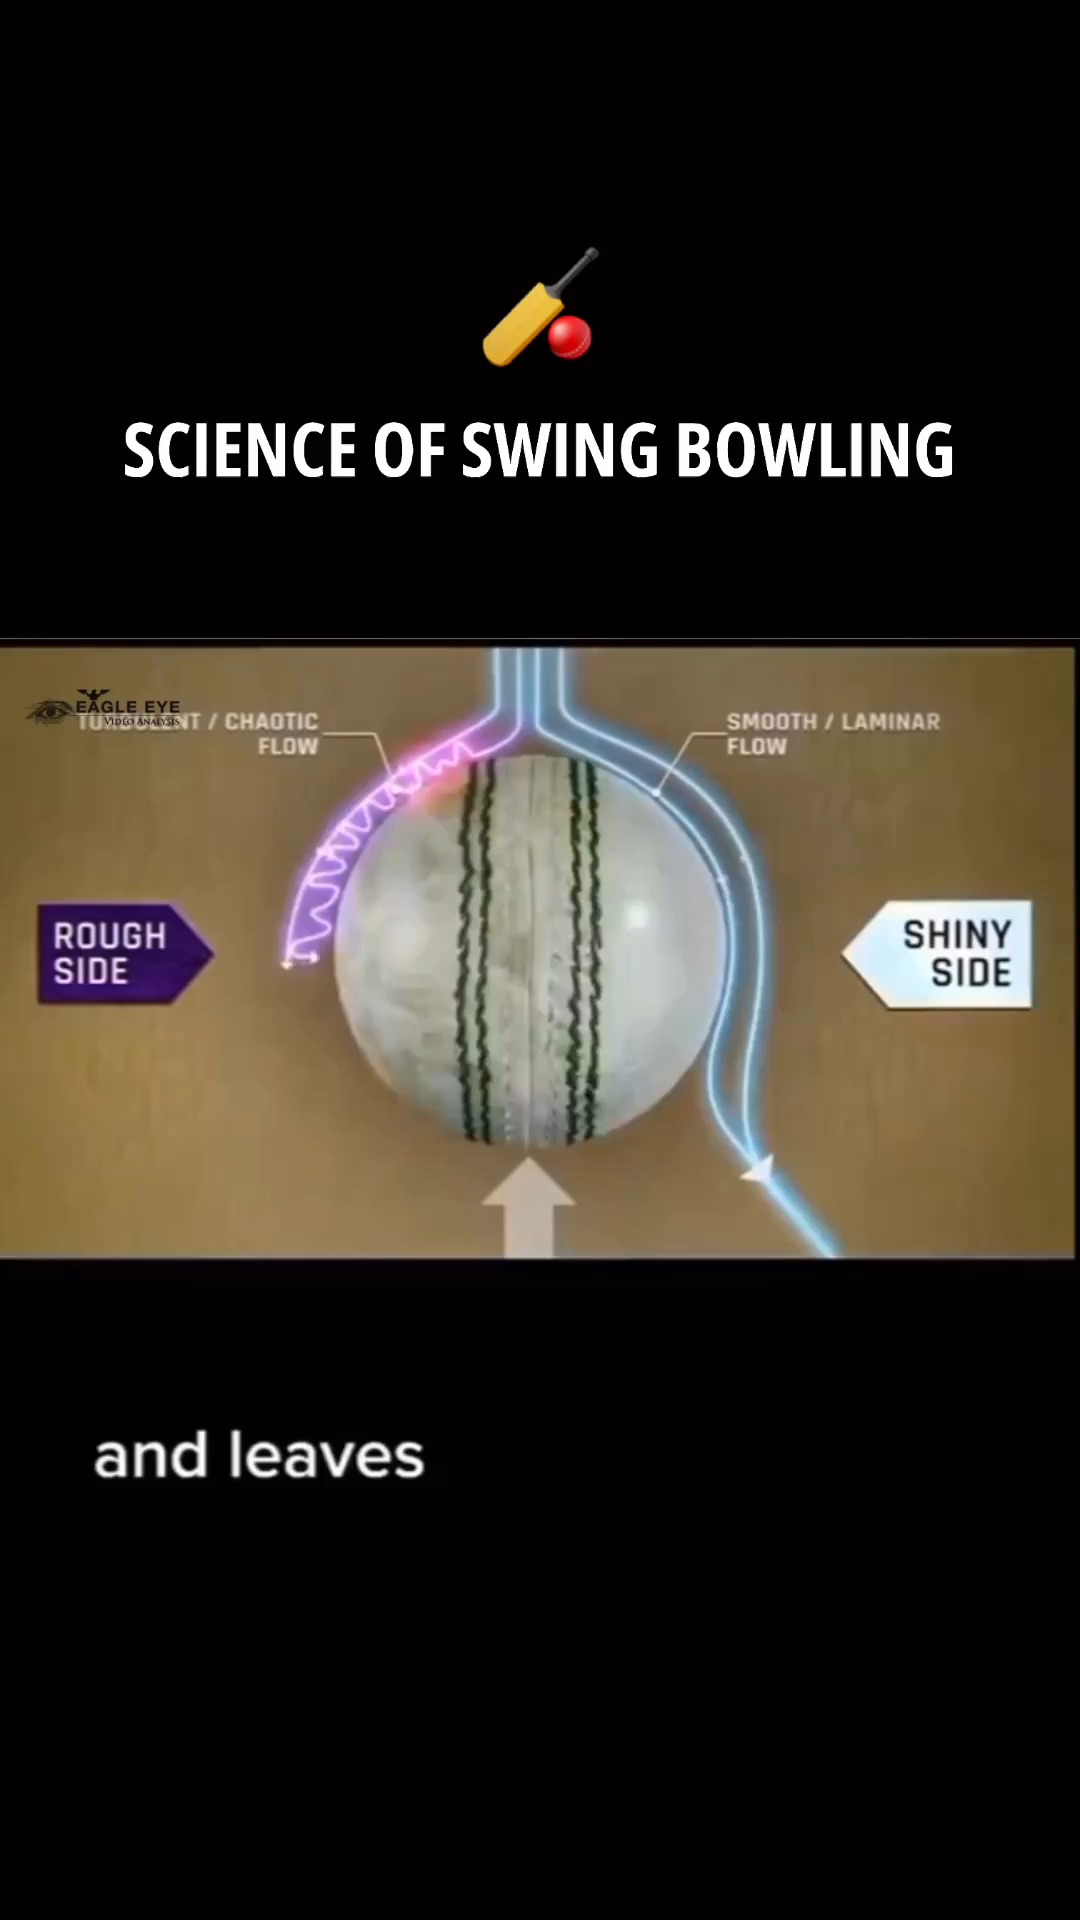 SCIENCE OF SWING BOWLING
EAGLE EYE
VIDEO ANALYSIS
TURBULENT / CHAOTIC
FLOW
SMOOTH / LAMINAR
FLOW
ROUGH
SIDE
SHINY
SIDE
and leaves